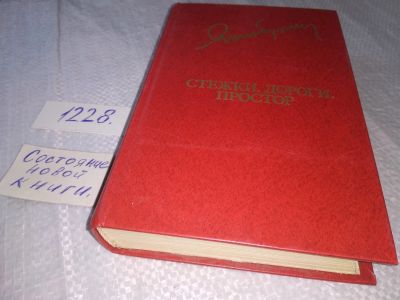 СТЕЖКИ, ДОРОГИ,
ПРОСТОР
1228.
Состояние
новой
книги.